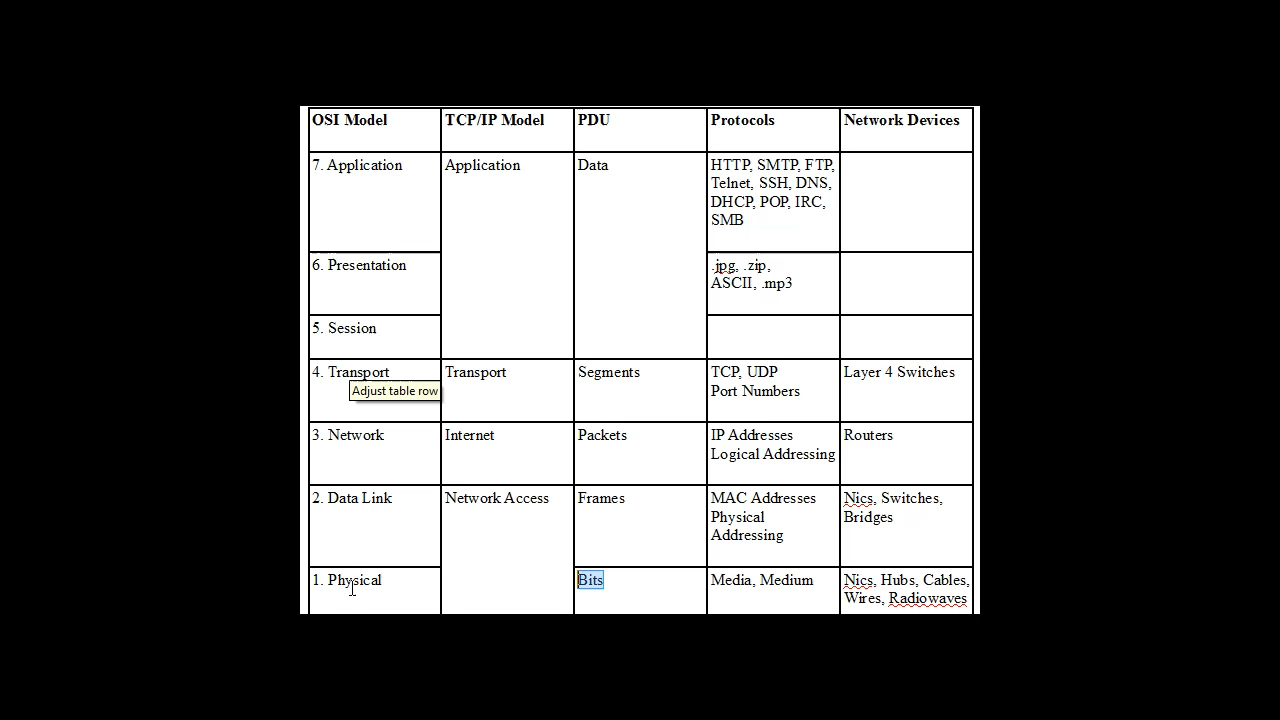 OSI Model TCP/IP Model PDU Protocols Network Devices
7. Application Application Data HTTP, SMTP, FTP,
Telnet, SSH, DNS,
DHCP, POP, IRC,
SMB
6. Presentation .jpg, .zip,
ASCII, .mp3
5. Session
4. Transport Transport Segments TCP, UDP Layer 4 Switches
Adjust table row Port Numbers
3. Network Internet Packets IP Addresses Routers
Logical Addressing
2. Data Link Network Access Frames MAC Addresses Nics, Switches,
Physical Bridges
Addressing
1. Physical Bits Media, Medium Nics, Hubs, Cables,
Wires, Radiowaves